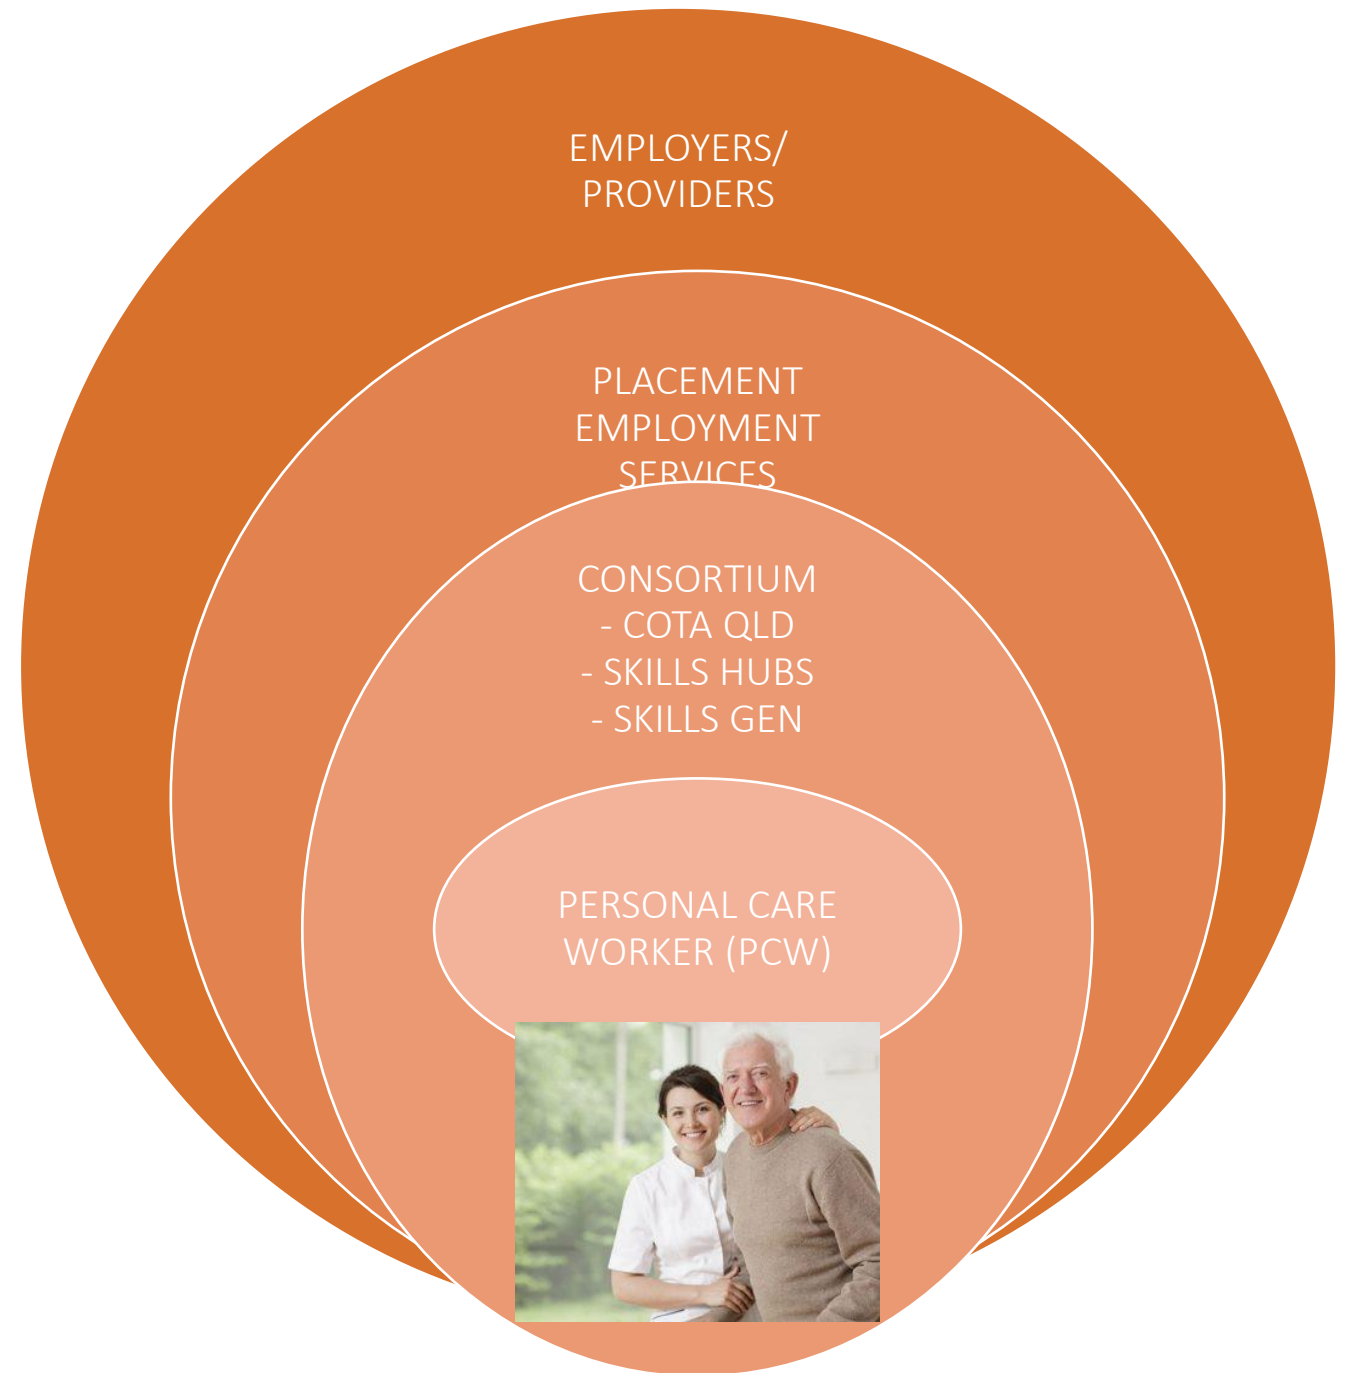 EMPLOYERS/
PROVIDERS
PLACEMENT
EMPLOYMENT
SERVICES
CONSORTIUM
- COTA QLD
- SKILLS HUBS
- SKILLS GEN
PERSONAL CARE
WORKER (PCW)